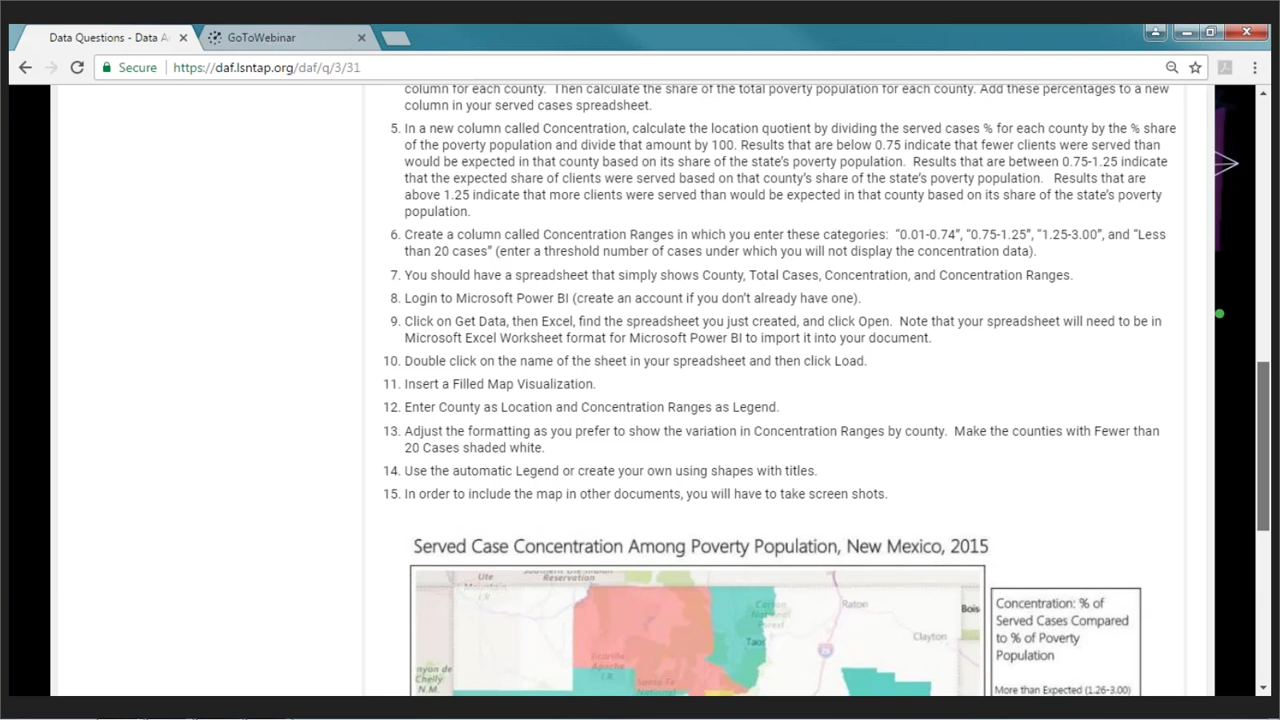 Data Questions - Data A
GoToWebinar
Secure
https://daf.lsntap.org/daf/q/3/31
column for each county. Then calculate the share of the total poverty population for each county. Add these percentages to a new
column in your served cases spreadsheet.
5. In a new column called Concentration, calculate the location quotient by dividing the served cases % for each county by the % share
of the poverty population and divide that amount by 100. Results that are below 0.75 indicate that fewer clients were served than
would be expected in that county based on its share of the state's poverty population. Results that are between 0.75-1.25 indicate
that the expected share of clients were served based on that county's share of the state's poverty population. Results that are
above 1.25 indicate that more clients were served than would be expected in that county based on its share of the state's poverty
population.
6. Create a column called Concentration Ranges in which you enter these categories: "0.01-0.74", "0.75-1.25", "1.25-3.00", and "Less
than 20 cases" (enter a threshold number of cases under which you will not display the concentration data).
7. You should have a spreadsheet that simply shows County, Total Cases, Concentration, and Concentration Ranges.
8. Login to Microsoft Power BI (create an account if you don't already have one).
9. Click on Get Data, then Excel, find the spreadsheet you just created, and click Open. Note that your spreadsheet will need to be in
Microsoft Excel Worksheet format for Microsoft Power BI to import it into your document.
10. Double click on the name of the sheet in your spreadsheet and then click Load.
11. Insert a Filled Map Visualization.
12. Enter County as Location and Concentration Ranges as Legend.
13. Adjust the formatting as you prefer to show the variation in Concentration Ranges by county. Make the counties with Fewer than
20 Cases shaded white.
14. Use the automatic Legend or create your own using shapes with titles.
15. In order to include the map in other documents, you will have to take screen shots.
Served Case Concentration Among Poverty Population, New Mexico, 2015
Ute
Reservation
Raton
Bois
Clayton
Taos
25
Jicarilla
Apache
I.R.
Santa Fe
nyon de
Chelly
N.M.
Concentration: % of
Served Cases Compared
to % of Poverty
Population
More than Expected (1.26-3.00)